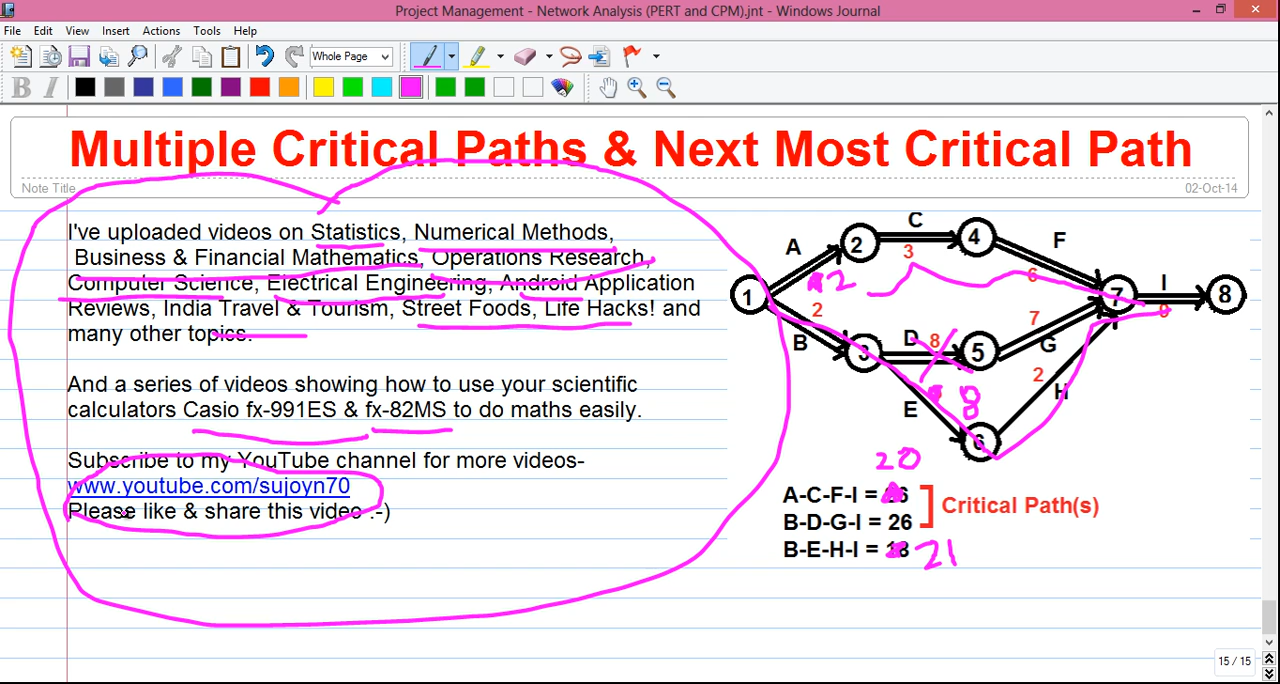 Project Management - Network Analysis (PERT and CPM).jnt - Windows Journal
File Edit View Insert Actions Tools Help
Whole Page
B I
Multiple Critical Paths & Next Most Critical Path
Note Title
02-Oct-14
I've uploaded videos on Statistics, Numerical Methods,
Business & Financial Mathematics, Operations Research,
Computer Science, Electrical Engineering, Android Application
Reviews, India Travel & Tourism, Street Foods, Life Hacks! and
many other topics.
And a series of videos showing how to use your scientific
calculators Casio fx-991ES & fx-82MS to do maths easily.
Subscribe to my YouTube channel for more videos-
www.youtube.com/sujoyn70
Please like & share this video :-)
C
A 2 4 F
3
2 6
1 7 I 8
2 7 9
B 3 D 8 5 G
2
E 8 H
6
20
A-C-F-I =
B-D-G-I = 26
Critical Path(s)
B-E-H-I = 21
15 / 15